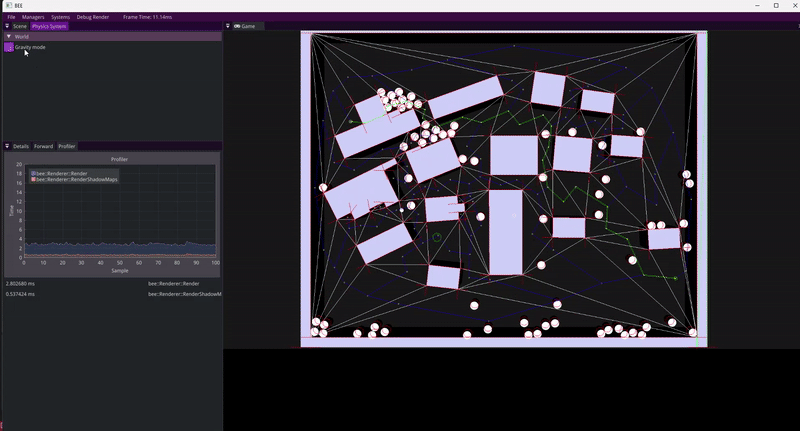 BEE
File Managers Systems Debug Render Frame Time: 11.14ms
Scene Physics System Game
World
Gravity mode
Details Forward Profiler
Profiler
20
18
16
14
12
10
8
6
4
2
0
bee::Renderer::Render
bee::Renderer::RenderShadowMaps
Time
0 10 20 30 40 50 60 70 80 90 100
Sample
2.802680 ms bee::Renderer::Render
0.537424 ms bee::Renderer::RenderShadowM